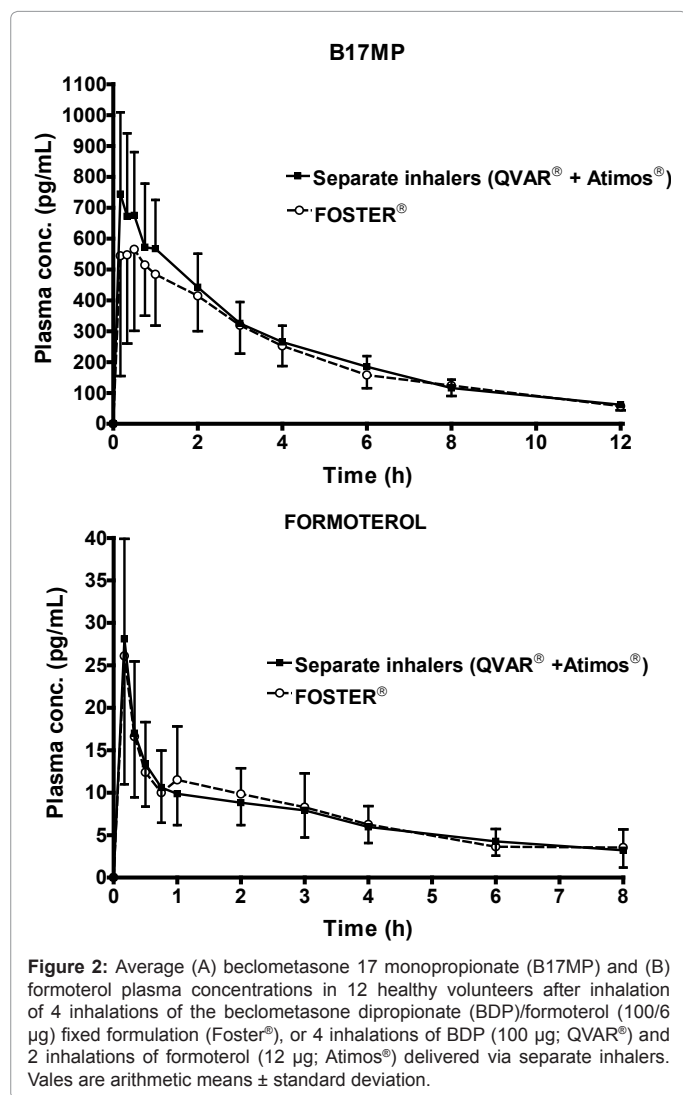 B17MP
1100
1000
900
800
700
600
500
400
300
200
100
0
Plasma conc. (pg/mL)
Separate inhalers (QVAR® + Atimos®)
FOSTER®
0 2 4 6 8 10 12
Time (h)
FORMOTEROL
40
35
30
25
20
15
10
5
0
Plasma conc. (pg/mL)
Separate inhalers (QVAR® +Atimos®)
FOSTER®
0 1 2 3 4 5 6 7 8
Time (h)
Figure 2: Average (A) beclometasone 17 monopropionate (B17MP) and (B)
formoterol plasma concentrations in 12 healthy volunteers after inhalation
of 4 inhalations of the beclometasone dipropionate (BDP)/formoterol (100/6
µg) fixed formulation (Foster®), or 4 inhalations of BDP (100 µg; QVAR®) and
2 inhalations of formoterol (12 µg; Atimos®) delivered via separate inhalers.
Vales are arithmetic means ± standard deviation.